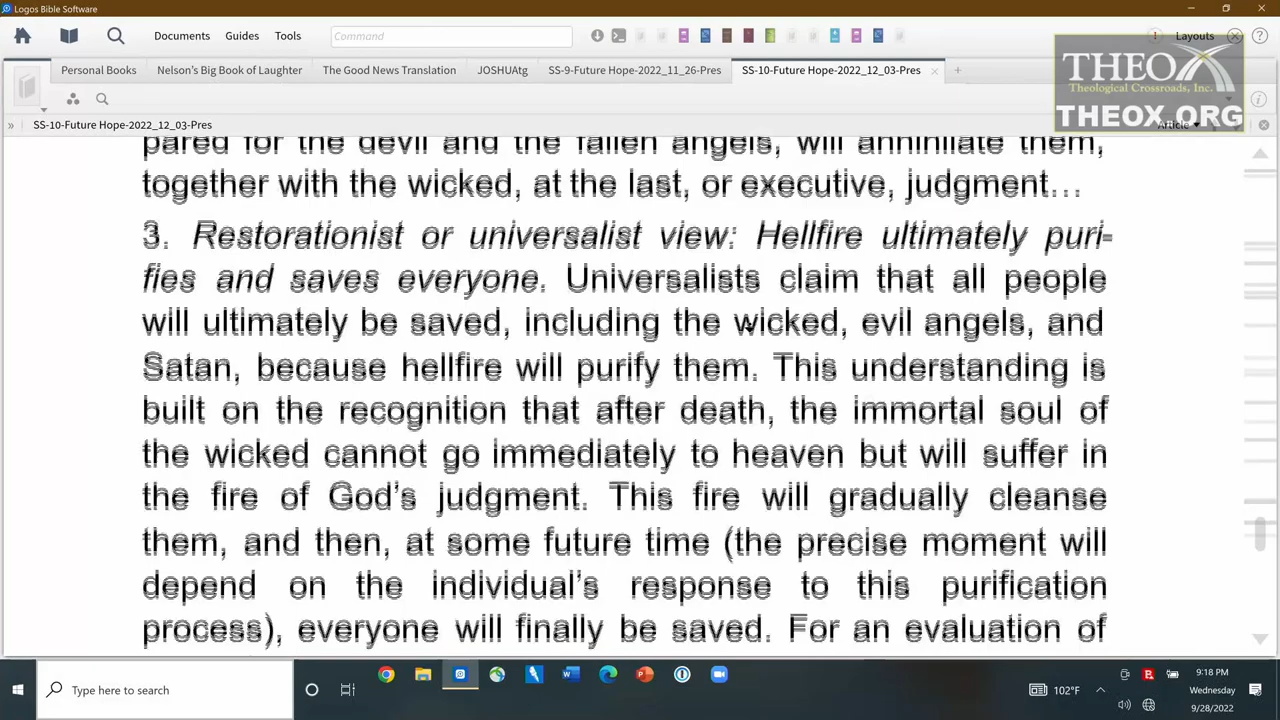 Logos Bible Software
Documents Guides Tools Command Layouts
THEOX
Theological Crossroads, Inc.
THEOX.ORG
Personal Books Nelson's Big Book of Laughter The Good News Translation JOSHUAtg SS-9-Future Hope-2022_11_26-Pres SS-10-Future Hope-2022_12_03-Pres
SS-10-Future Hope-2022_12_03-Pres Article
pared for the devil and the fallen angels, will annihilate them,
together with the wicked, at the last, or executive, judgment…
3. Restorationist or universalist view: Hellfire ultimately puri-
fies and saves everyone. Universalists claim that all people
will ultimately be saved, including the wicked, evil angels, and
Satan, because hellfire will purify them. This understanding is
built on the recognition that after death, the immortal soul of
the wicked cannot go immediately to heaven but will suffer in
the fire of God's judgment. This fire will gradually cleanse
them, and then, at some future time (the precise moment will
depend on the individual's response to this purification
process), everyone will finally be saved. For an evaluation of
Type here to search
102°F
9:18 PM
Wednesday
9/28/2022